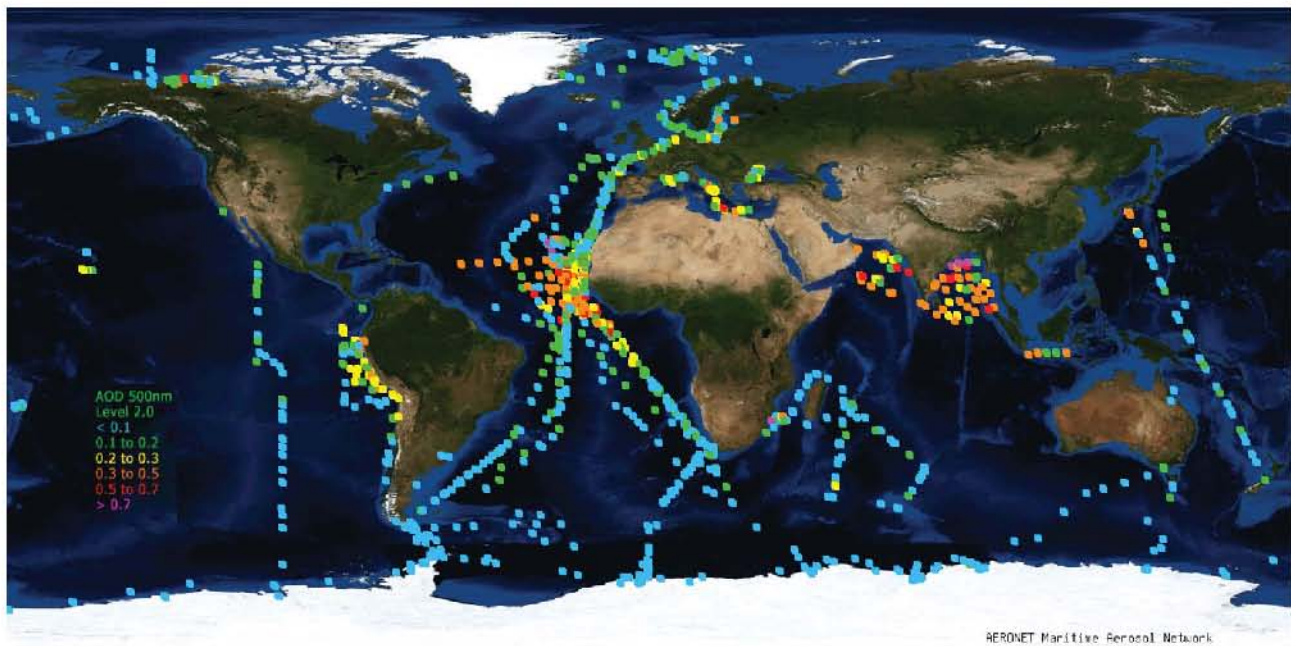 AOD 500nm
Level 2.0
< 0.1
0.1 to 0.2
0.2 to 0.3
0.3 to 0.5
0.5 to 0.7
> 0.7
AERONET Maritime Aerosol Network